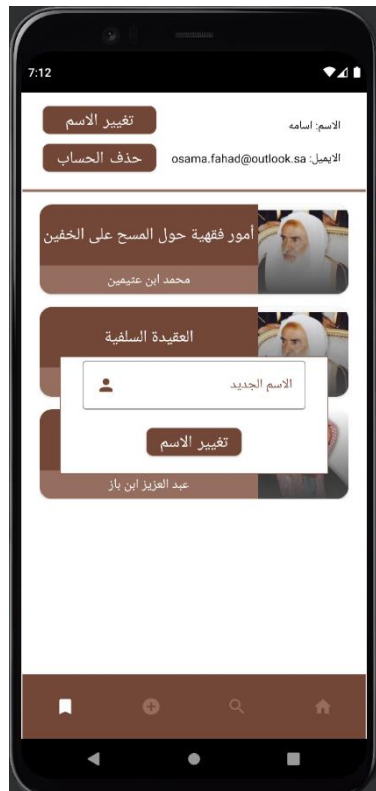 7:12
الاسم: اسامه
تغيير الاسم
الايميل: osama.fahad@outlook.sa
حذف الحساب
أمور فقهية حول المسح على الخفين
محمد ابن عثيمين
العقيدة السلفية
الاسم الجديد
تغيير الاسم
عبد العزيز ابن باز